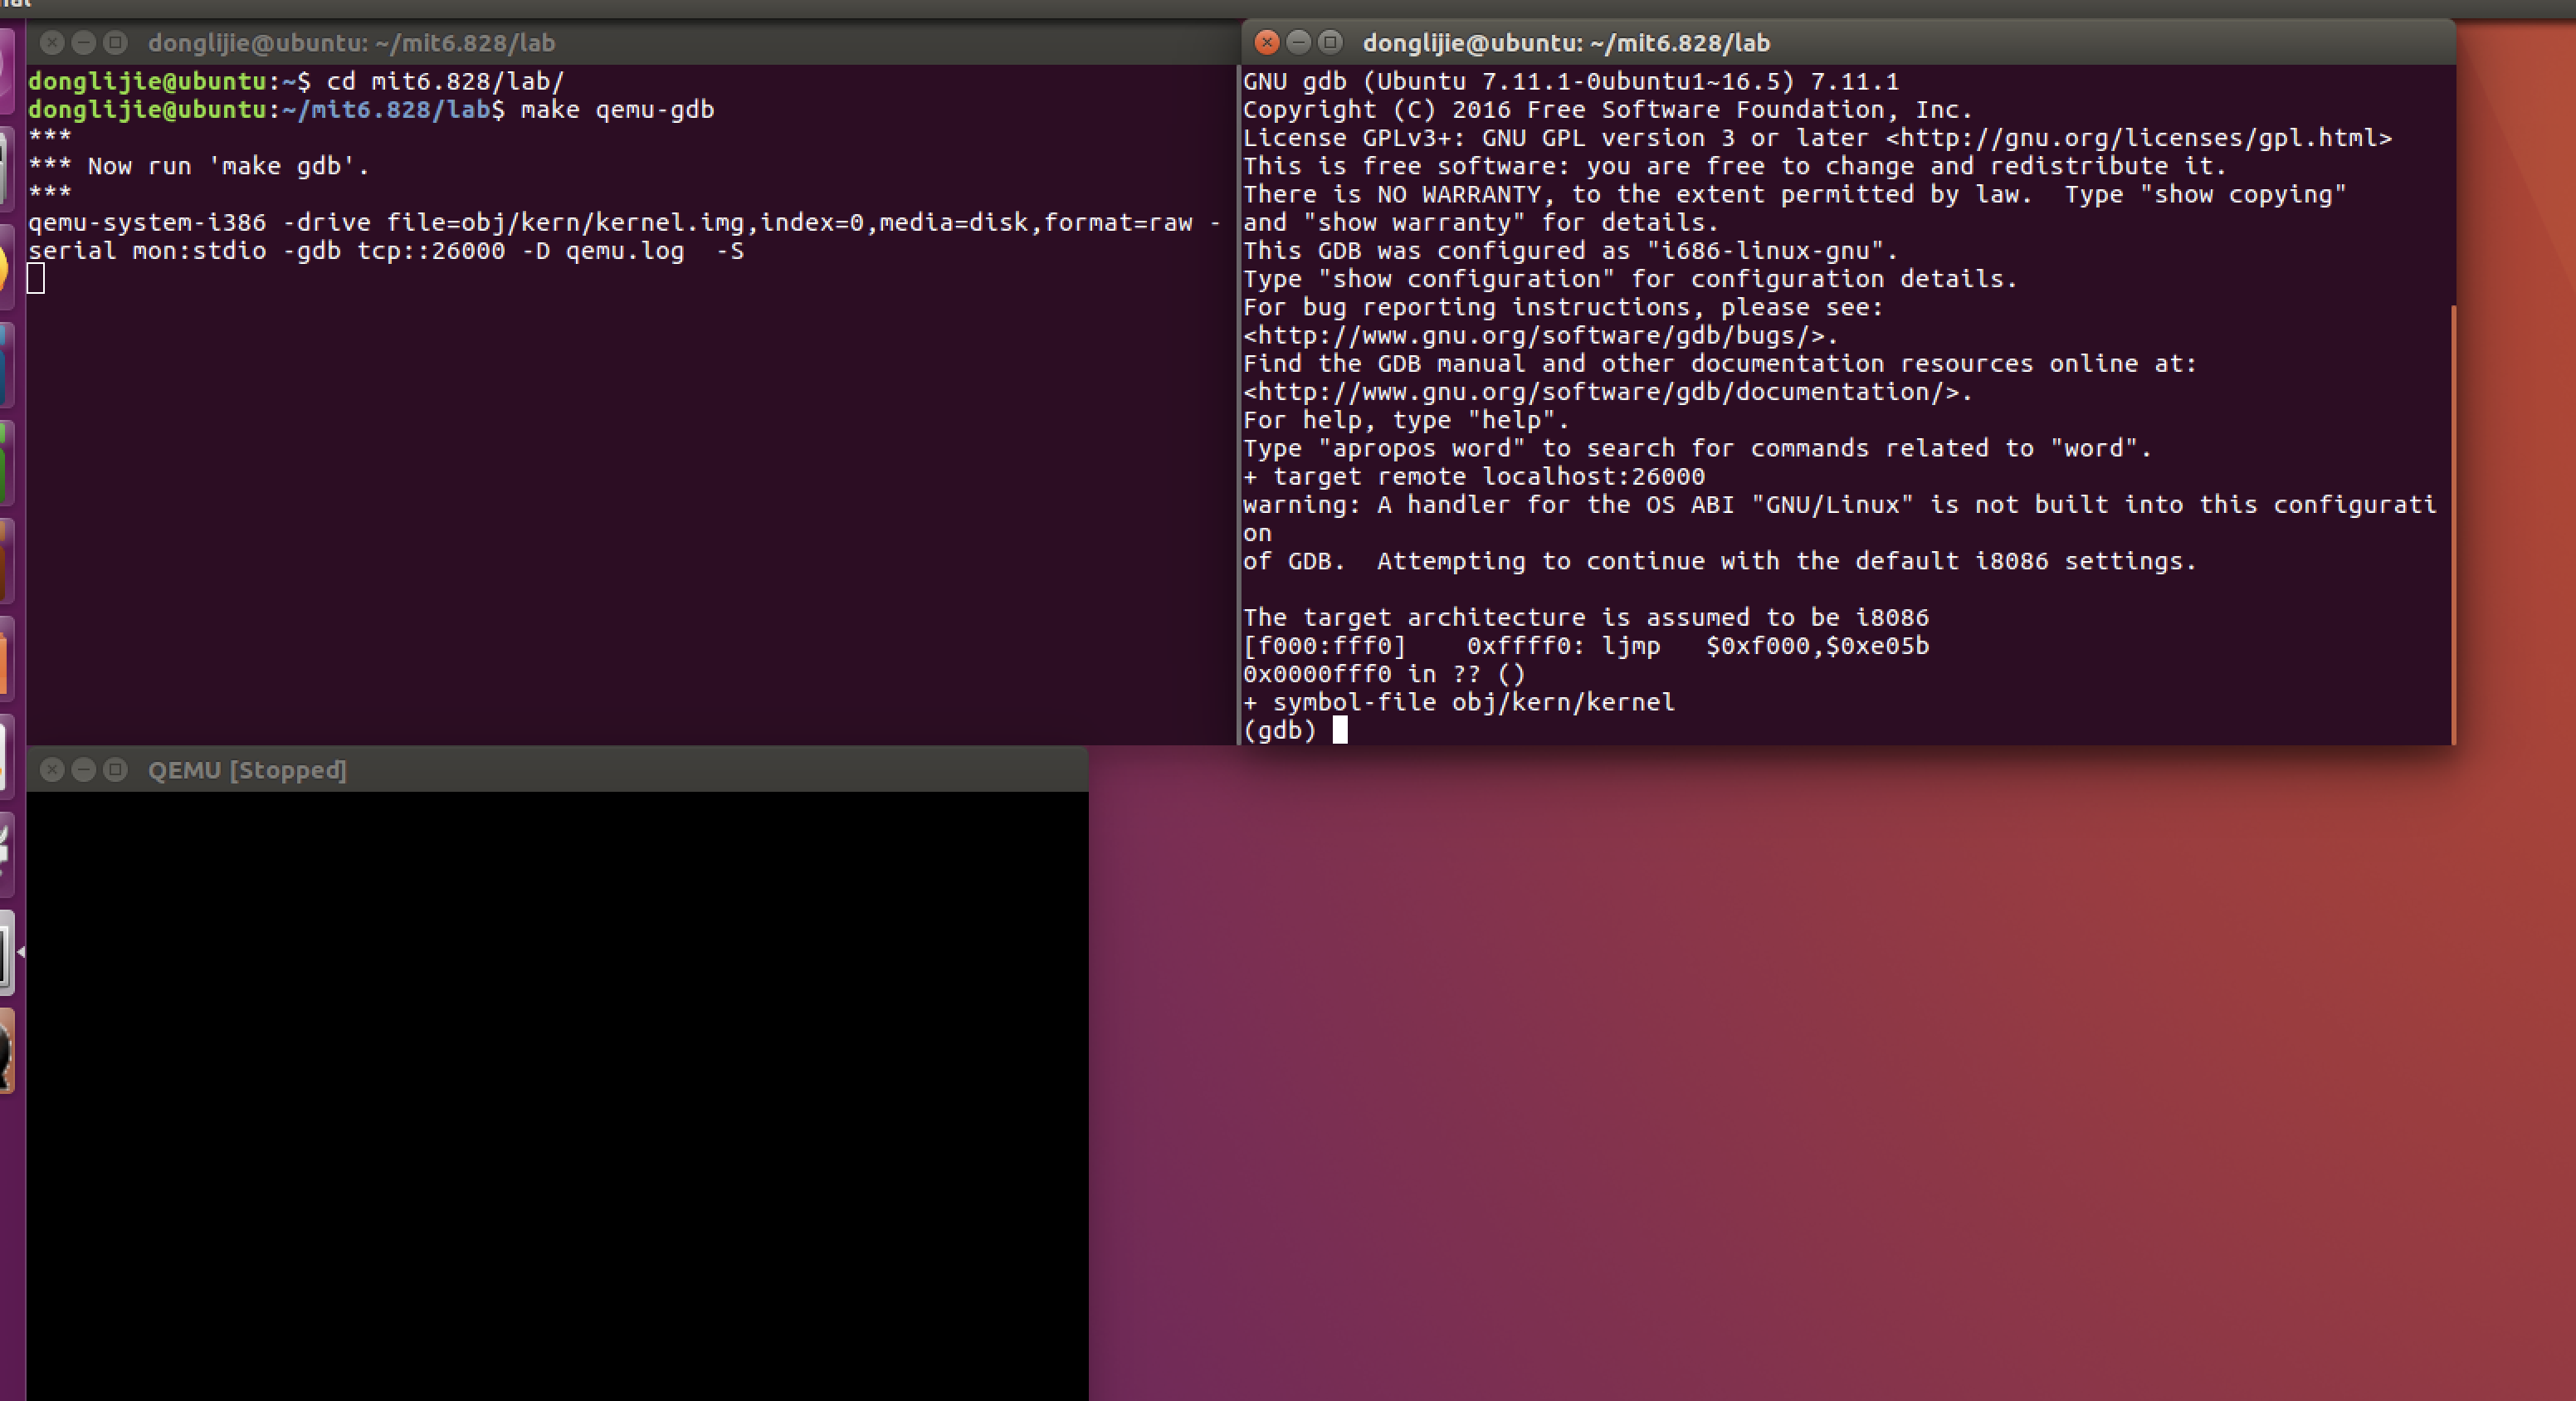 donglijie@ubuntu: ~/mit6.828/lab
donglijie@ubuntu:~$ cd mit6.828/lab/
donglijie@ubuntu:~/mit6.828/lab$ make qemu-gdb
***
*** Now run 'make gdb'.
***
qemu-system-i386 -drive file=obj/kern/kernel.img,index=0,media=disk,format=raw -
serial mon:stdio -gdb tcp::26000 -D qemu.log  -S
donglijie@ubuntu: ~/mit6.828/lab
GNU gdb (Ubuntu 7.11.1-0ubuntu1~16.5) 7.11.1
Copyright (C) 2016 Free Software Foundation, Inc.
License GPLv3+: GNU GPL version 3 or later <http://gnu.org/licenses/gpl.html>
This is free software: you are free to change and redistribute it.
There is NO WARRANTY, to the extent permitted by law.  Type "show copying"
and "show warranty" for details.
This GDB was configured as "i686-linux-gnu".
Type "show configuration" for configuration details.
For bug reporting instructions, please see:
<http://www.gnu.org/software/gdb/bugs/>.
Find the GDB manual and other documentation resources online at:
<http://www.gnu.org/software/gdb/documentation/>.
For help, type "help".
Type "apropos word" to search for commands related to "word".
+ target remote localhost:26000
warning: A handler for the OS ABI "GNU/Linux" is not built into this configurati
on
of GDB.  Attempting to continue with the default i8086 settings.
The target architecture is assumed to be i8086
[f000:fff0]    0xffff0: ljmp   $0xf000,$0xe05b
0x0000fff0 in ?? ()
+ symbol-file obj/kern/kernel
(gdb)
QEMU [Stopped]